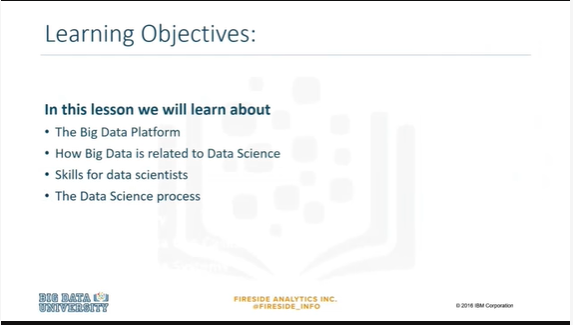 Learning Objectives:
In this lesson we will learn about
• The Big Data Platform
• How Big Data is related to Data Science
• Skills for data scientists
• The Data Science process
BIG DATA
UNIVERSITY
FIRESIDE ANALYTICS INC.
@FIRESIDE_INFO
© 2016 IBM Corporation